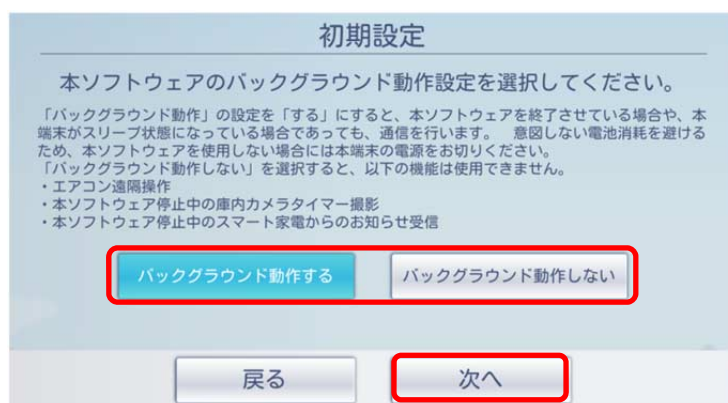 初期設定
本ソフトウェアのバックグラウンド動作設定を選択してください。
「バックグラウンド動作」の設定を「する」にすると、本ソフトウェアを終了させている場合や、本
端末がスリープ状態になっている場合であっても、通信を行います。 意図しない電池消耗を避ける
ため、本ソフトウェアを使用しない場合には本端末の電源をお切りください。
「バックグラウンド動作しない」を選択すると、以下の機能は使用できません。
・エアコン遠隔操作
・本ソフトウェア停止中の庫内カメラタイマー撮影
・本ソフトウェア停止中のスマート家電からのお知らせ受信
バックグラウンド動作する
バックグラウンド動作しない
戻る
次へ